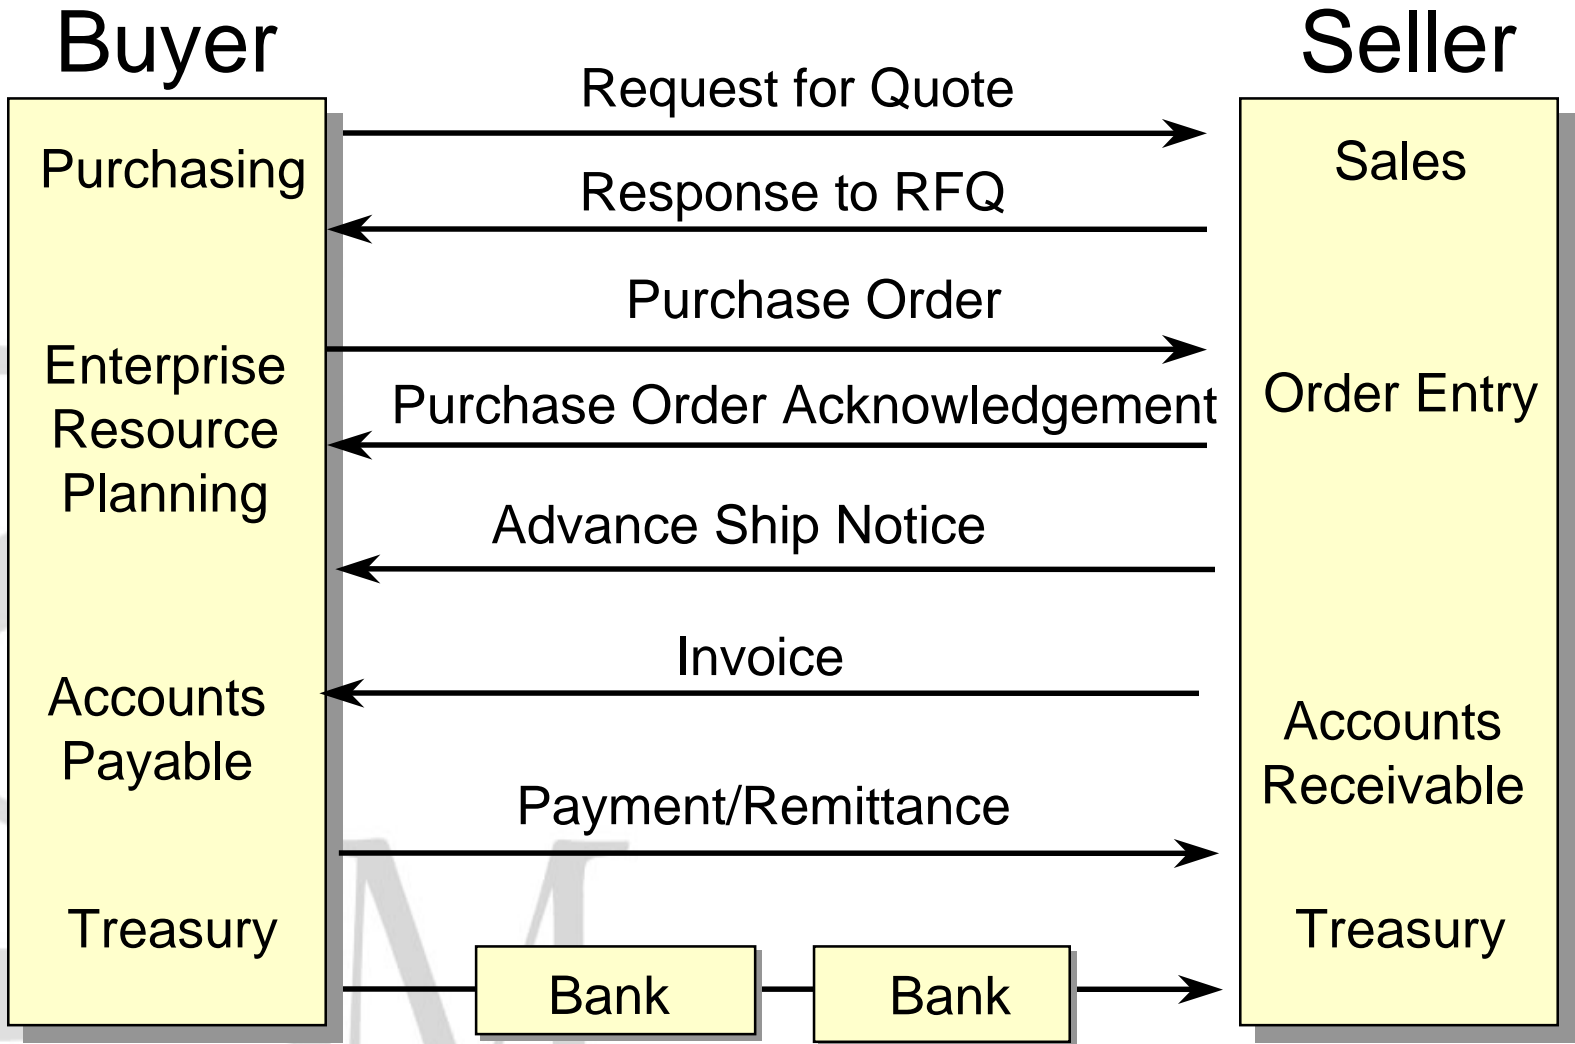 Buyer
Seller
Request for Quote
Purchasing
Sales
Response to RFQ
Purchase Order
Enterprise
Resource
Planning
Purchase Order Acknowledgement
Order Entry
Advance Ship Notice
Invoice
Accounts
Payable
Accounts
Receivable
Payment/Remittance
Treasury
Treasury
Bank
Bank